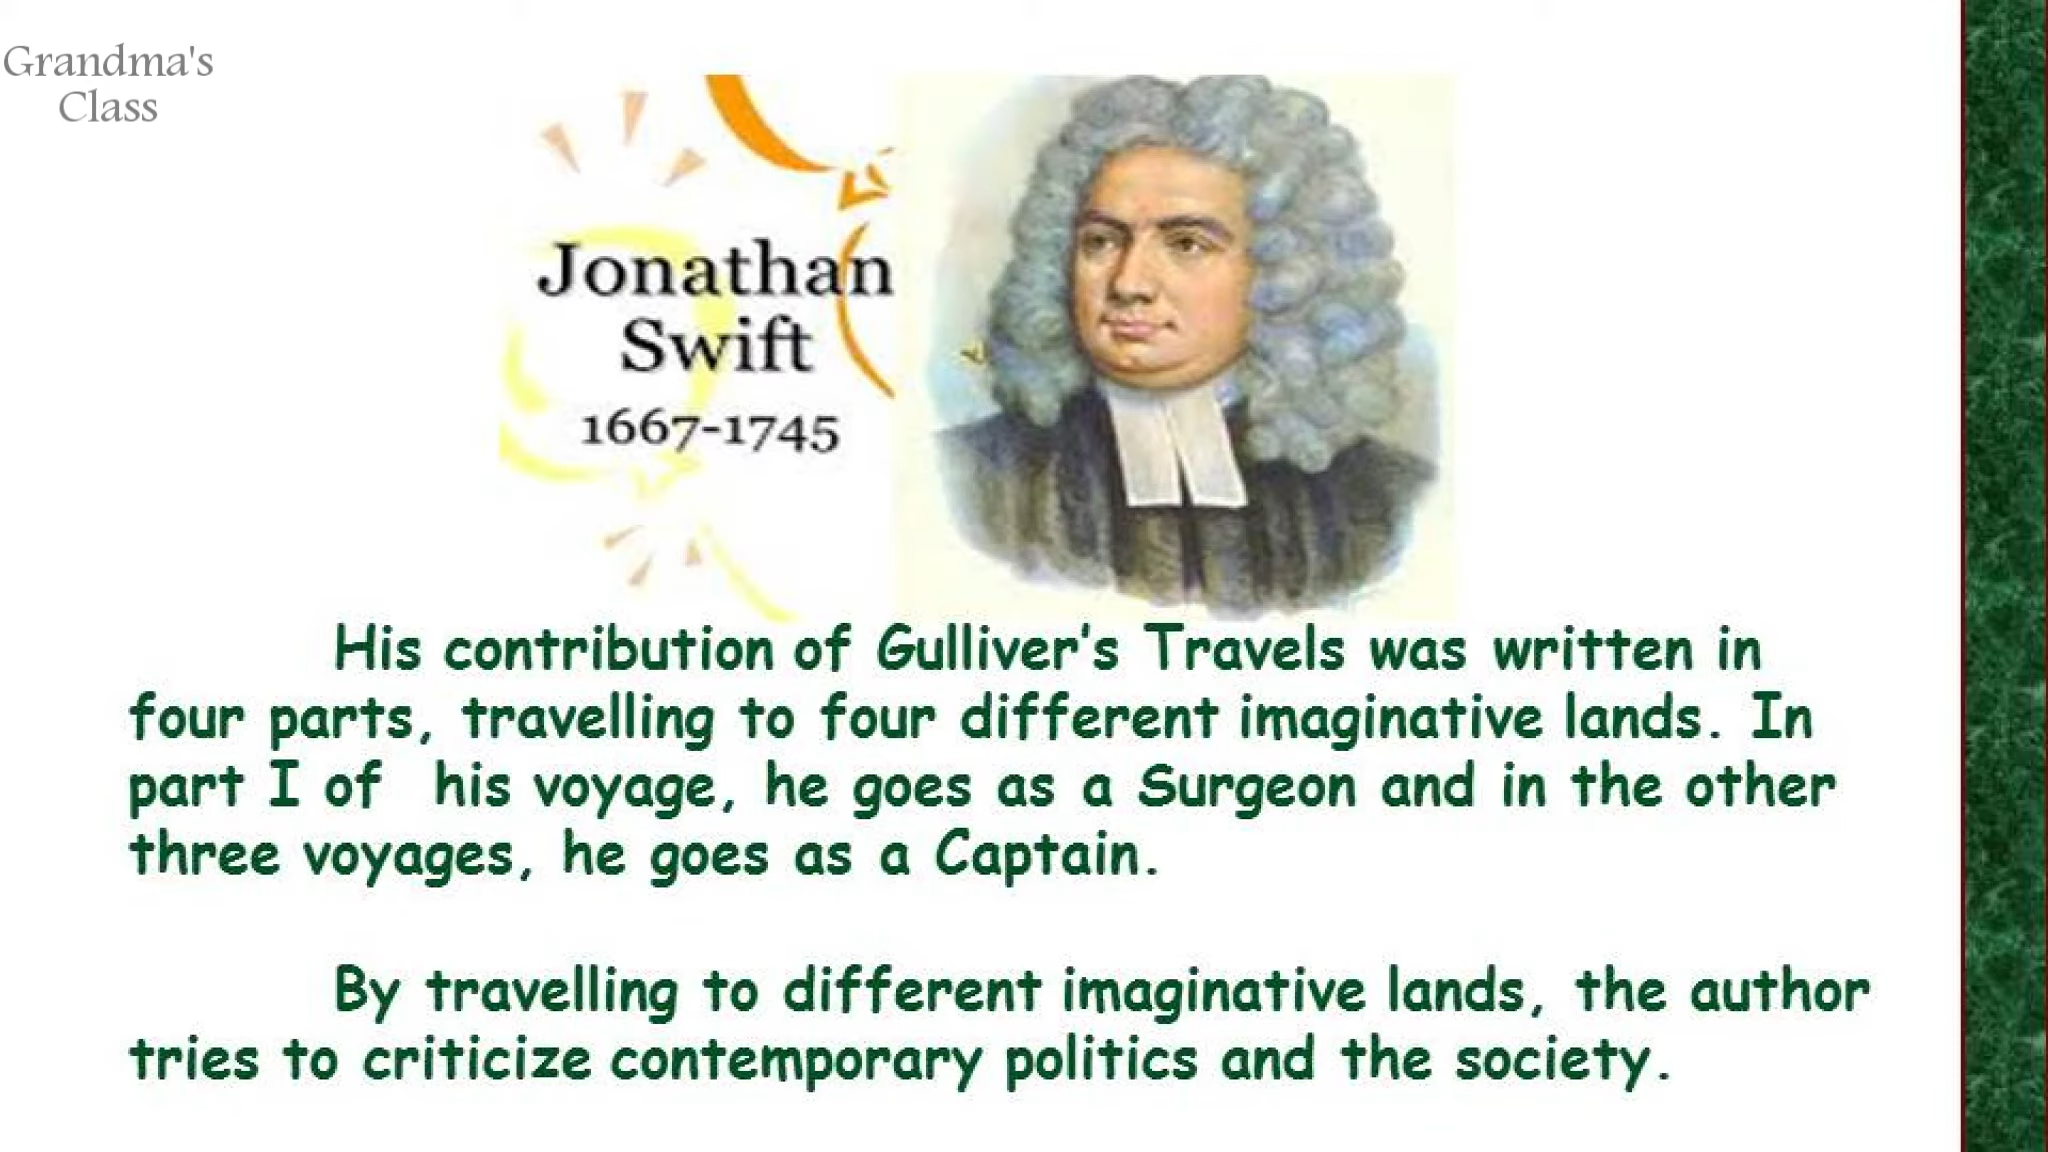 Grandma's
Class
Jonathan
Swift
1667-1745
His contribution of Gulliver's Travels was written in
four parts, travelling to four different imaginative lands. In
part I of his voyage, he goes as a Surgeon and in the other
three voyages, he goes as a Captain.
By travelling to different imaginative lands, the author
tries to criticize contemporary politics and the society.